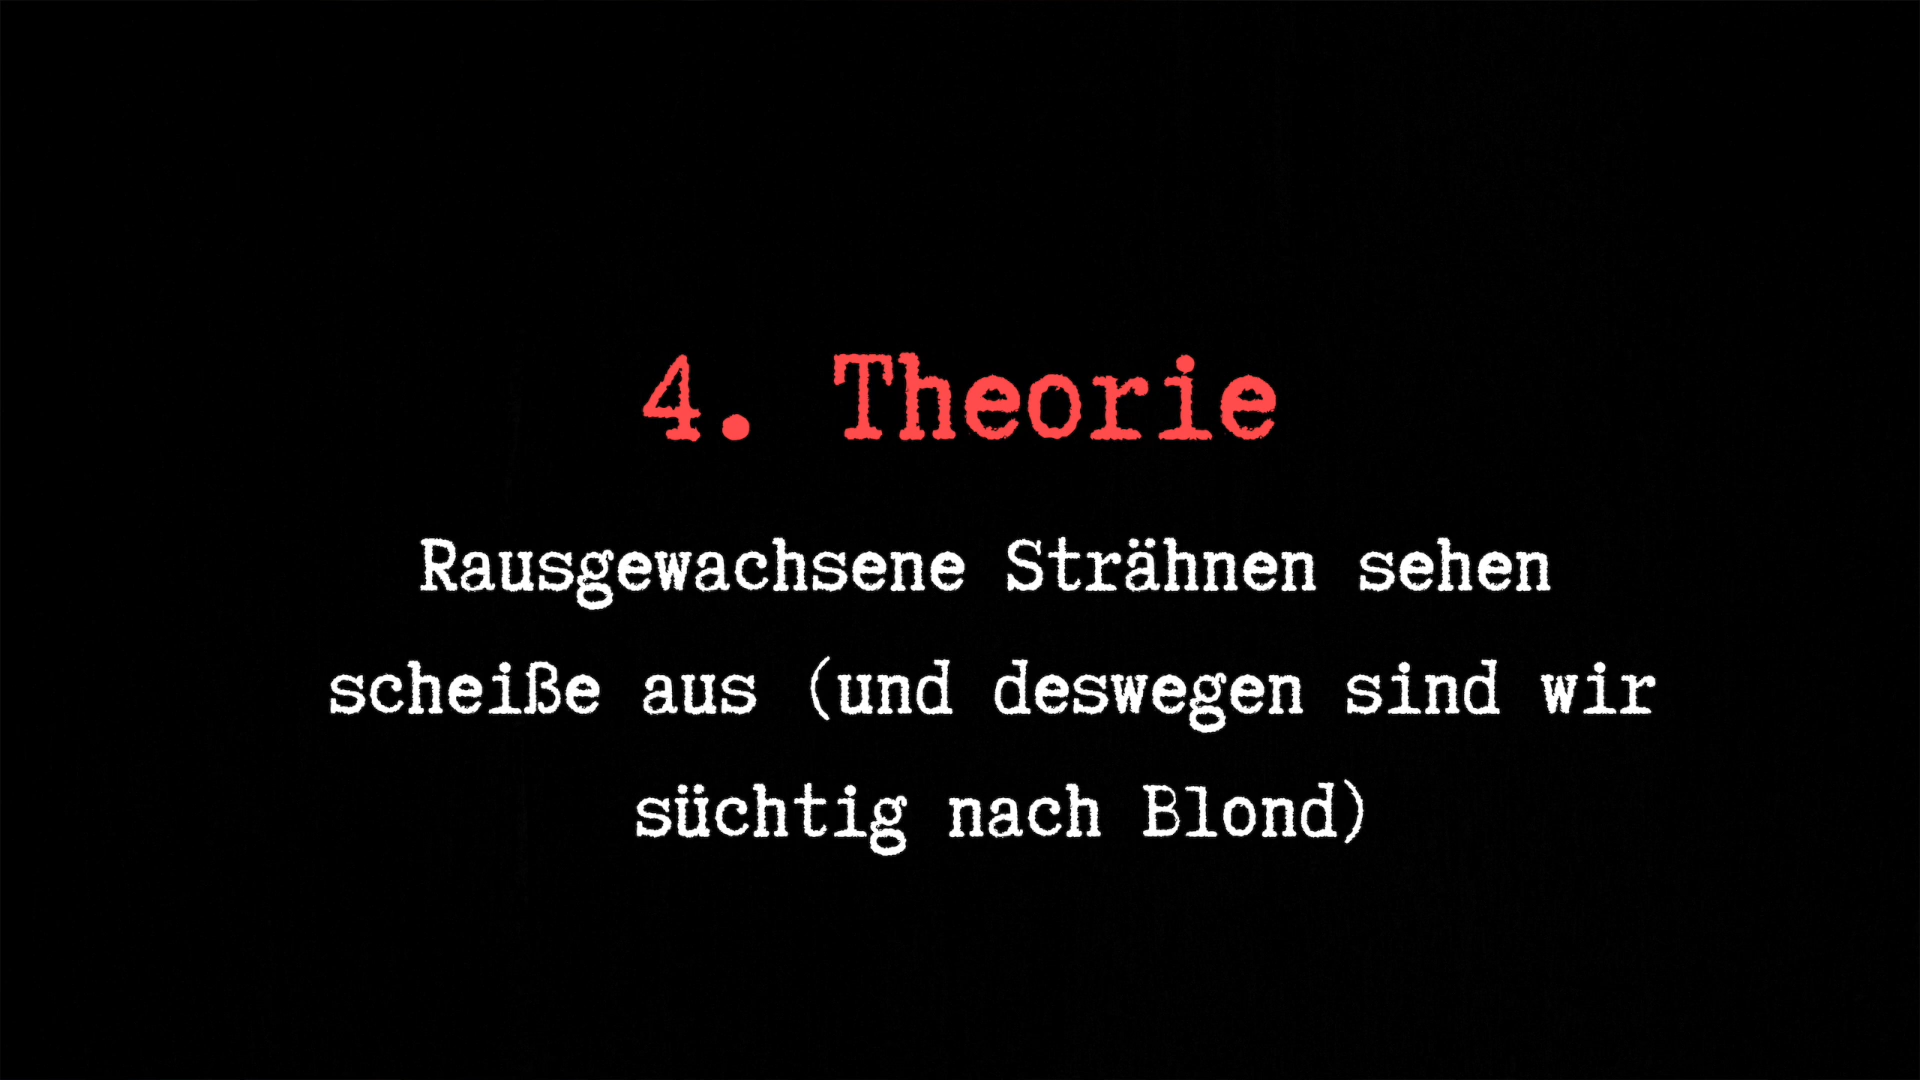 4. Theorie
Rausgewachsene Strähnen sehen
scheiße aus (und deswegen sind wir
süchtig nach Blond)